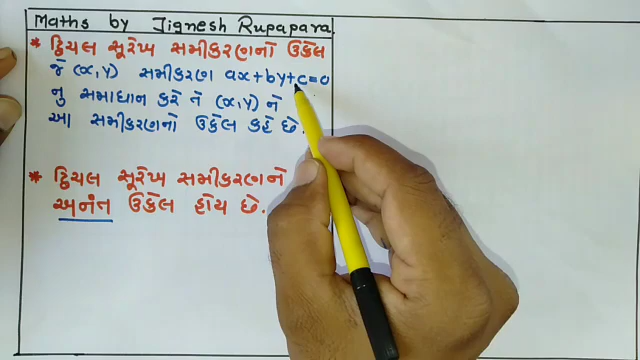 Maths by Jignesh Rupapara.
* દ્વિચલ સુરેખ સમીકરણનો ઉકેલ
જે (α,y) સમીકરણ ax+by+c=0
નુ સમાધાન કરે તે (α,y) ને
આ સમીકરણનો ઉકેલ કહે છે.
* દ્વિચલ સુરેખ સમીકરણને
અનંત ઉકેલ હોય છે.